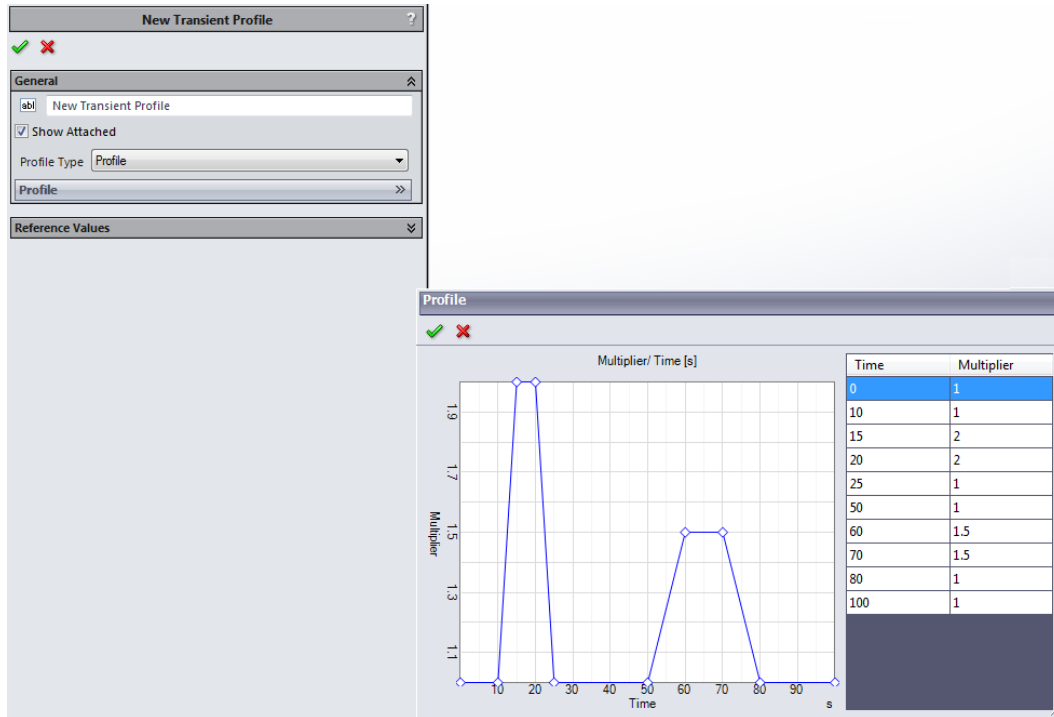 New Transient Profile ?
General
abl New Transient Profile
Show Attached
Profile Type Profile
Profile
Reference Values
Profile
Multiplier/ Time [s]
Multiplier
1.9
1.7
1.5
1.3
1.1
10 20 30 40 50 60 70 80 90
Time s
Time Multiplier
0 1
10 1
15 2
20 2
25 1
50 1
60 1.5
70 1.5
80 1
100 1